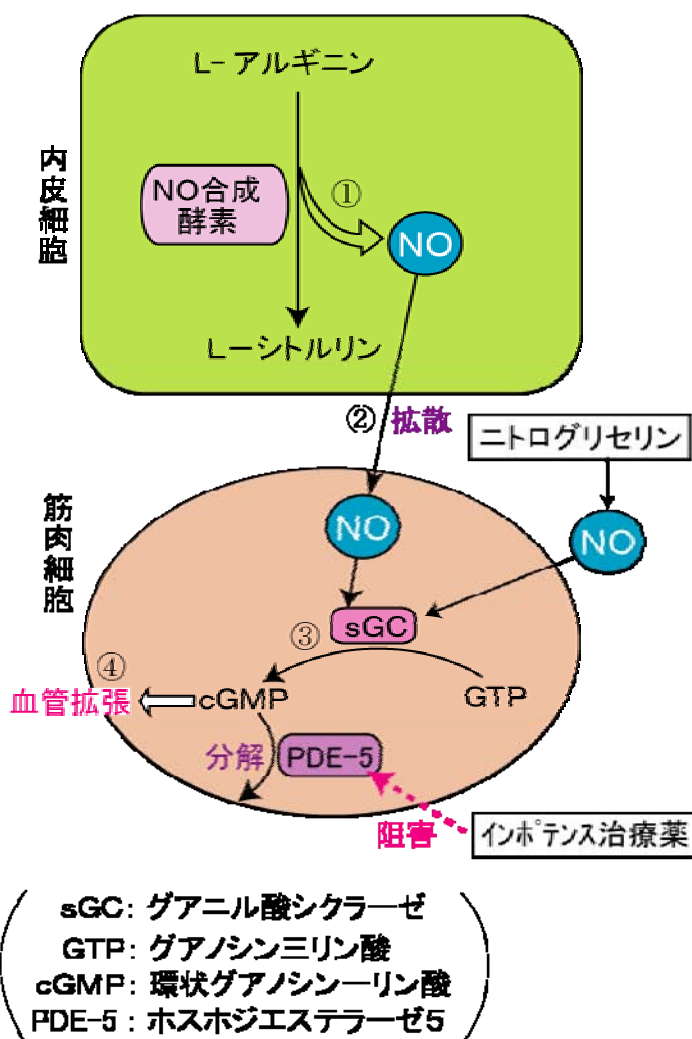 L-アルギニン
内皮細胞
NO合成
酵素
①
NO
L-シトルリン
② 拡散
ニトログリセリン
筋肉細胞
NO
NO
③
sGC
④
血管拡張
cGMP
GTP
分解
PDE-5
阻害
インポテンス治療薬
sGC: グアニル酸シクラーゼ
GTP: グアノシン三リン酸
cGMP: 環状グアノシン一リン酸
PDE-5 : ホスホジエステラーゼ5